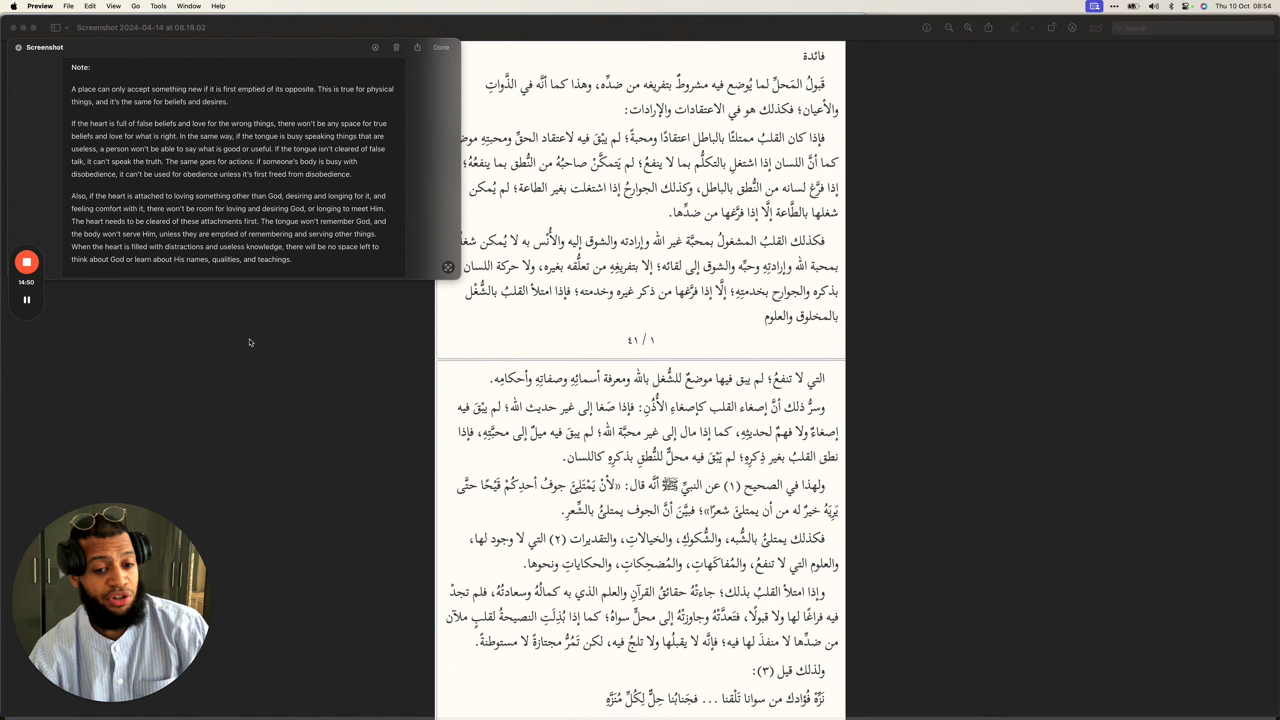 Preview File Edit View Go Tools Window Help
Thu 10 Oct 08:54
Screenshot 2024-04-14 at 08.19.02
Search
Screenshot
Done
Note:
A place can only accept something new if it is first emptied of its opposite. This is true for physical
things, and it's the same for beliefs and desires.
If the heart is full of false beliefs and love for the wrong things, there won't be any space for true
beliefs and love for what is right. In the same way, if the tongue is busy speaking things that are
useless, a person won't be able to say what is good or useful. If the tongue isn't cleared of false
talk, it can't speak the truth. The same goes for actions: if someone's body is busy with
disobedience, it can't be used for obedience unless it's first freed from disobedience.
Also, if the heart is attached to loving something other than God, desiring and longing for it, and
feeling comfort with it, there won't be room for loving and desiring God, or longing to meet Him.
The heart needs to be cleared of these attachments first. The tongue won't remember God, and
the body won't serve Him, unless they are emptied of remembering and serving other things.
When the heart is filled with distractions and useless knowledge, there will be no space left to
think about God or learn about His names, qualities, and teachings.
14:50
فائدة
قَبولُ المَحلِّ لما يُوضع فيه مشروطٌ بتفريغه من ضدِّه، وهذا كما أنَّه في الذَّواتِ
والأعيان؛ فكذلك هو في الاعتقادات والإرادات:
فإذا كان القلبُ ممتلئًا بالباطل اعتقادًا ومحبةً؛ لم يبْقَ فيه لاعتقاد الحقِّ ومحبتِهِ
كما أنَّ اللسان إذا اشتغل بالتكلُّم بما لا ينفعُ؛ لم يَتمكَّنْ صاحبُهُ من النُّطق بما ينفعُهُ؛
إذا فرَّغ لسانه من النُّطق بالباطل، وكذلك الجوارحُ إذا اشتغلت بغير الطاعة؛ لم يُمكن
شغلها بالطَّاعة إلَّا إذا فرَّغها من ضدِّها.
فكذلك القلب المشغولُ بمحبَّة غير الله وإرادته والشوق إليه والأُنْس به لا يُمكن
بمحبة الله وإرادتِهِ وحبِّه والشوق إلى لقائه؛ إلا بتفريغِهِ من تعلُّقه بغيره، ولا حركة اللسان
بذكره والجوارح بخدمتِهِ؛ إلَّا إذا فرَّغها من ذكر غيره وخدمته؛ فإذا امتلأ القلبُ بالشُّغْل
بالمخلوق والعلوم
١ / ٤١
التي لا تنفعُ؛ لم يبق فيها موضعٌ للشُّغل بالله ومعرفة أسمائِهِ وصفاتِهِ وأحكامِه.
وسرُّ ذلك أنَّ إصغاء القلب كإصغاءِ الأُذُنِ: فإذا صَغا إلى غير حديث الله؛ لم يبْقَ فيه
إصغاءٌ ولا فهمٌ لحديثِهِ، كما إذا مال إلى غير محبَّة الله؛ لم يبقَ فيه ميلٌ إلى محبَّتِهِ، فإذا
نطق القلبُ بغير ذِكرِهِ؛ لم يَبْقَ فيه محلٌّ للنُّطقِ بذكرِهِ كاللسان.
ولهذا في الصحيح (١) عن النبيِّ ﷺ أنَّه قال: «لأنْ يَمْتَلِئَ جوفُ أحدِكُمْ قَيْحًا حتَّى
يَرِيَهُ خيرٌ له من أن يمتلئَ شعرًا»؛ فبيَّنَ أنَّ الجوف يمتلئُ بالشِّعرِ.
فكذلك يمتلئُ بالشُّبه، والشُّكوكِ، والخيالاتِ، والتقديرات (٢) التي لا وجود لها،
والعلوم التي لا تنفعُ، والمُفاكَهاتِ، والمُضحِكاتِ، والحكاياتِ ونحوها.
وإذا امتلأ القلبُ بذلك؛ جاءتْهُ حقائقُ القرآنِ والعلم الذي به كمالُهُ وسعادتُهُ، فلم تجدْ
فيه فراغًا لها ولا قبولًا، فتَعدَّتْهُ وجاوزتْهُ إلى محلٍّ سواهُ؛ كما إذا بُذِلَتِ النصيحةُ لقلبٍ ملآن
من ضدِّها لا منفذَ لها فيه؛ فإنَّه لا يقبلُها ولا تلجُ فيه، لكن تَمُرُّ مجتازةً لا مستوطنةً.
ولذلك قيل (٣):
نَزِّهْ فُؤادك من سوانا تَلْقنا ... فجَنابُنا حِلٌّ لِكُلِّ مُنَزَّهِ